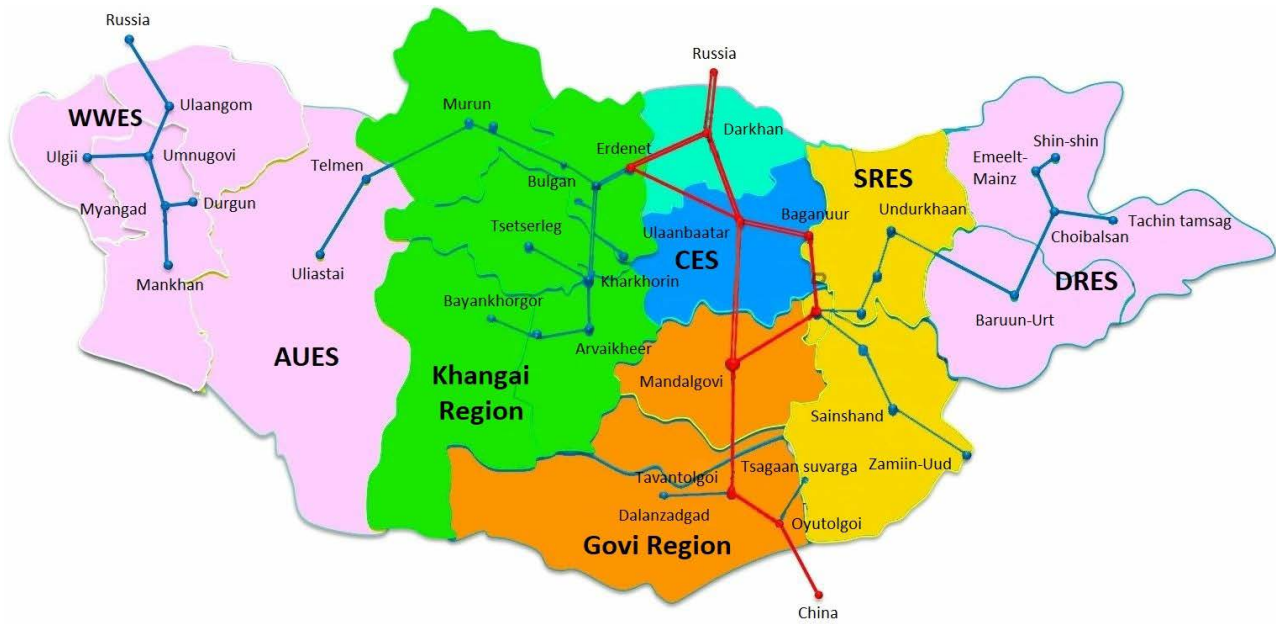 Russia
Russia
WWES
Ulaangom
Murun
Darkhan
Ulgii
Umnugovi
Telmen
Erdenet
Shin-shin
Emeelt-
Mainz
SRES
Bulgan
Myangad
Durgun
Tsetserleg
Ulaanbaatar
Baganuur
Undurkhaan
Tachin tamsag
Choibalsan
CES
Uliastai
Mankhan
Kharkhorin
DRES
Bayankhorgor
Baruun-Urt
AUES
Arvaikheer
Khangai
Region
Mandalgovi
Sainshand
Tsagaan suvarga
Zamiin-Uud
Tavantolgoi
Dalanzadgad
Oyutolgoi
Govi Region
China